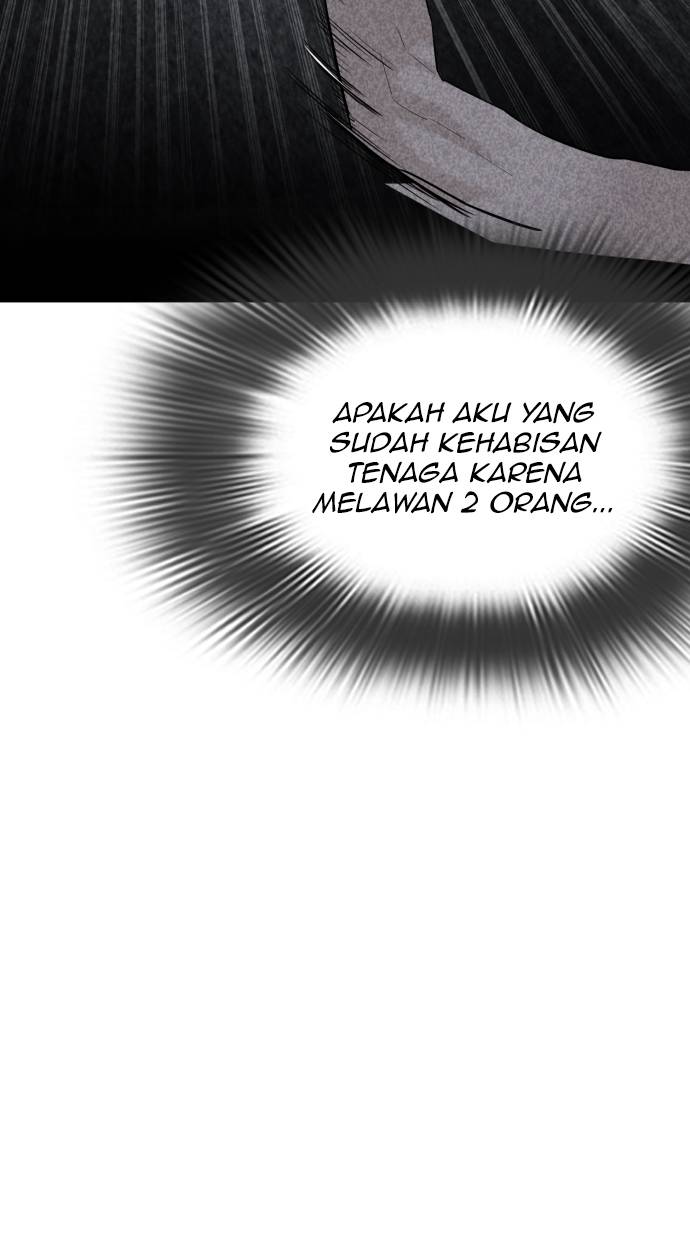 APAKAH AKU YANG
SUDAH KEHABISAN
TENAGA KARENA
MELAWAN 2 ORANG...